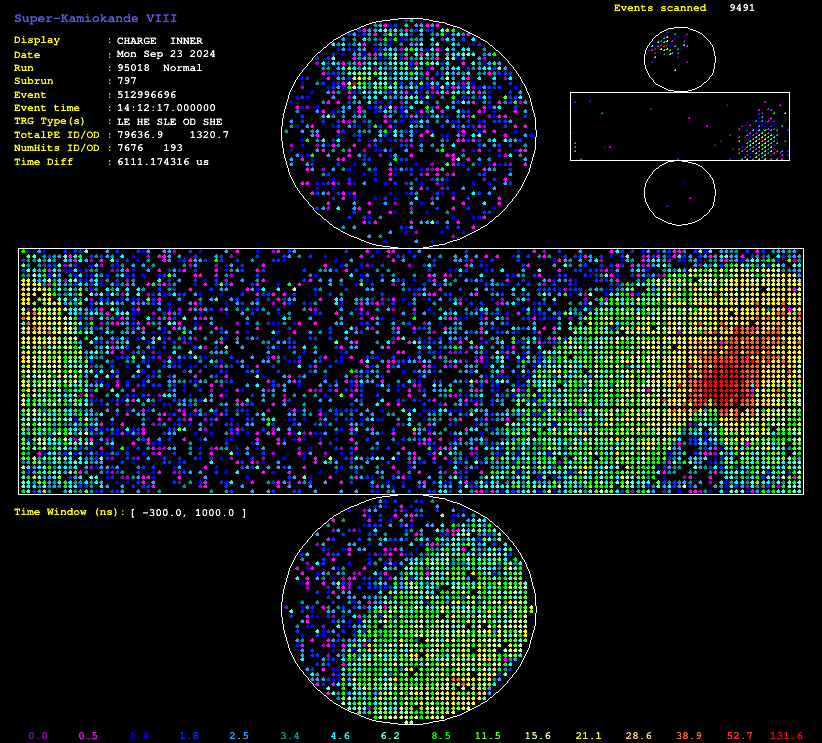 Super-Kamiokande VIII
Events scanned 9491
Display : CHARGE INNER
Date : Mon Sep 23 2024
Run : 95018 Normal
Subrun : 797
Event : 512996696
Event time : 14:12:17.000000
TRG Type(s) : LE HE SLE OD SHE
TotalPE ID/OD : 79636.9 1320.7
NumHits ID/OD : 7676 193
Time Diff : 6111.174316 us
Time Window (ns): [ -300.0, 1000.0 ]
0.0 0.5 1.4 1.8 2.5 3.4 4.6 6.2 8.5 11.5 15.6 21.1 28.6 38.9 52.7 131.6